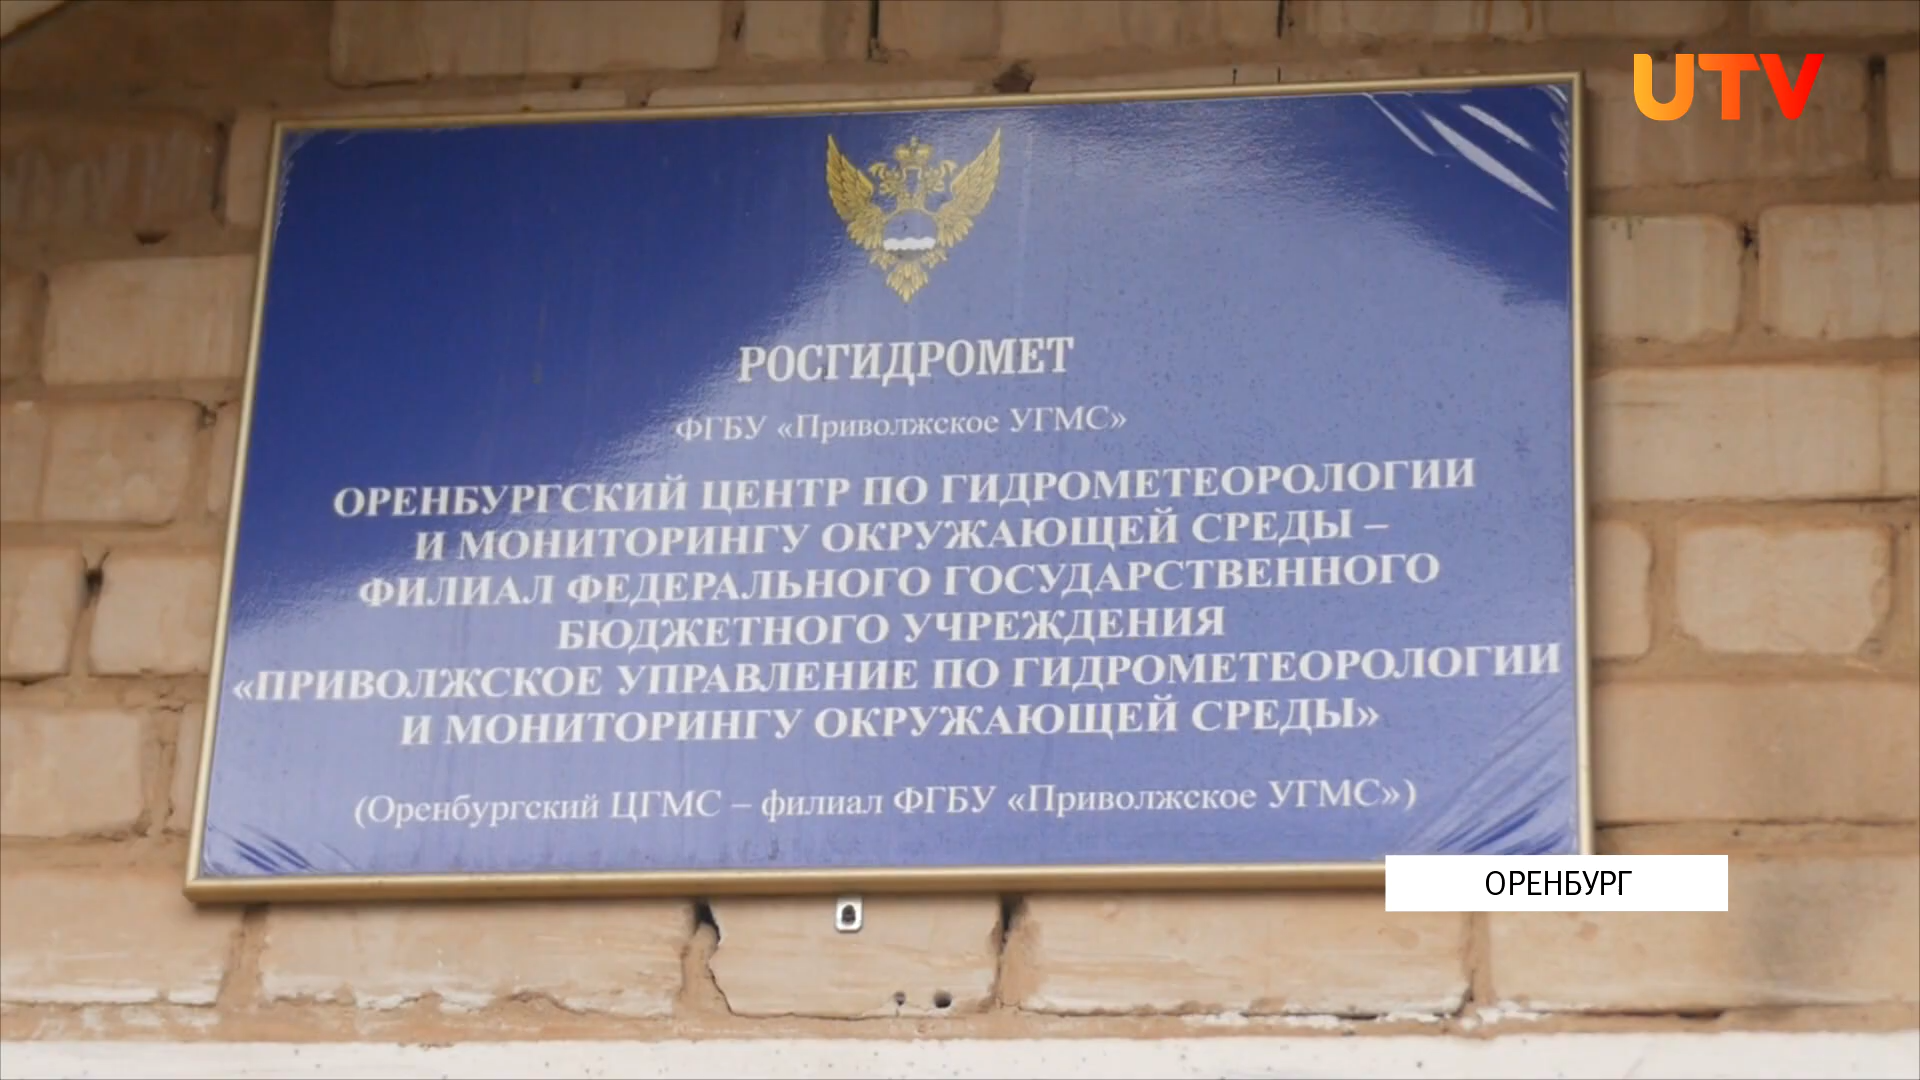 UTV
РОСГИДРОМЕТ
ФГБУ «Приволжское УГМС»
ОРЕНБУРГСКИЙ ЦЕНТР ПО ГИДРОМЕТЕОРОЛОГИИ
И МОНИТОРИНГУ ОКРУЖАЮЩЕЙ СРЕДЫ –
ФИЛИАЛ ФЕДЕРАЛЬНОГО ГОСУДАРСТВЕННОГО
БЮДЖЕТНОГО УЧРЕЖДЕНИЯ
«ПРИВОЛЖСКОЕ УПРАВЛЕНИЕ ПО ГИДРОМЕТЕОРОЛОГИИ
И МОНИТОРИНГУ ОКРУЖАЮЩЕЙ СРЕДЫ»
(Оренбургский ЦГМС – филиал ФГБУ «Приволжское УГМС»)
ОРЕНБУРГ